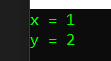 x = 1
y = 2